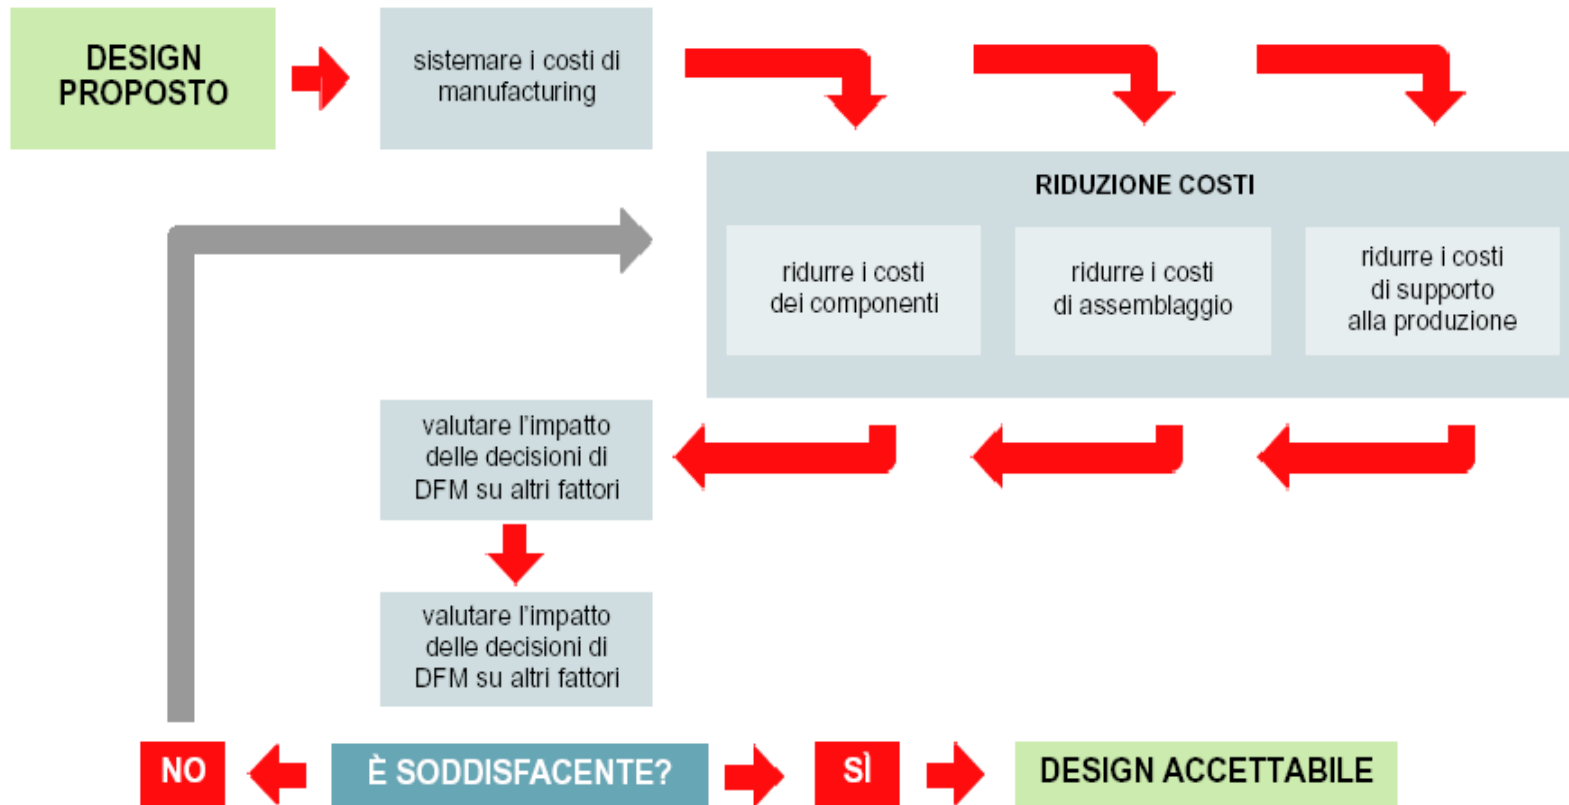 DESIGN
PROPOSTO
sistemare i costi di
manufacturing
RIDUZIONE COSTI
ridurre i costi
dei componenti
ridurre i costi
di assemblaggio
ridurre i costi
di supporto
alla produzione
valutare l'impatto
delle decisioni di
DFM su altri fattori
valutare l'impatto
delle decisioni di
DFM su altri fattori
NO
È SODDISFACENTE?
SÌ
DESIGN ACCETTABILE